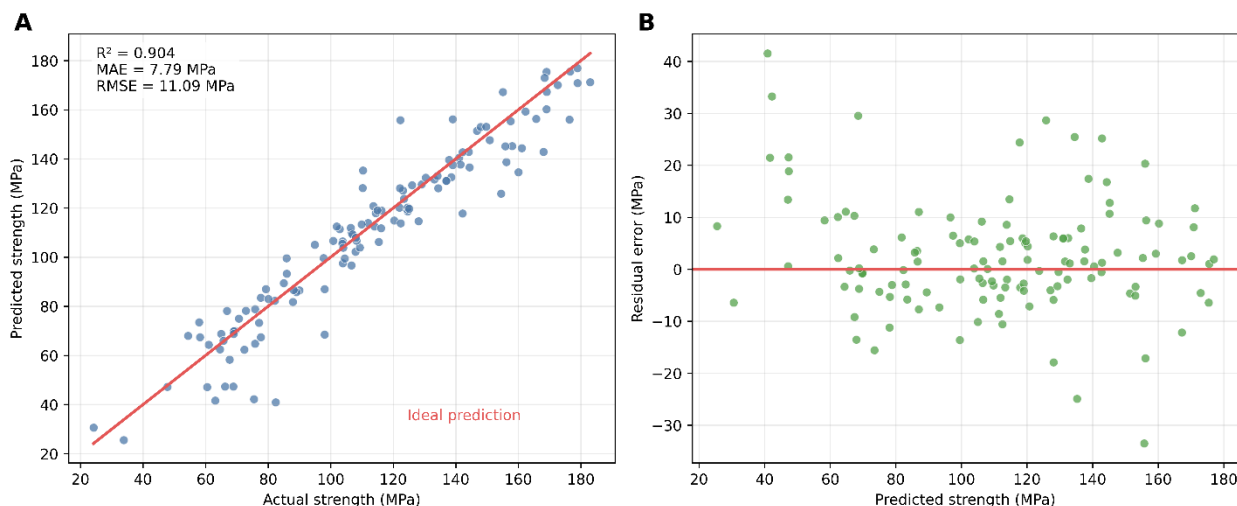 A
R² = 0.904
MAE = 7.79 MPa
RMSE = 11.09 MPa
Ideal prediction
Predicted strength (MPa)
180
160
140
120
100
80
60
40
20
20 40 60 80 100 120 140 160 180
Actual strength (MPa)
B
Residual error (MPa)
40
30
20
10
0
−10
−20
−30
20 40 60 80 100 120 140 160 180
Predicted strength (MPa)